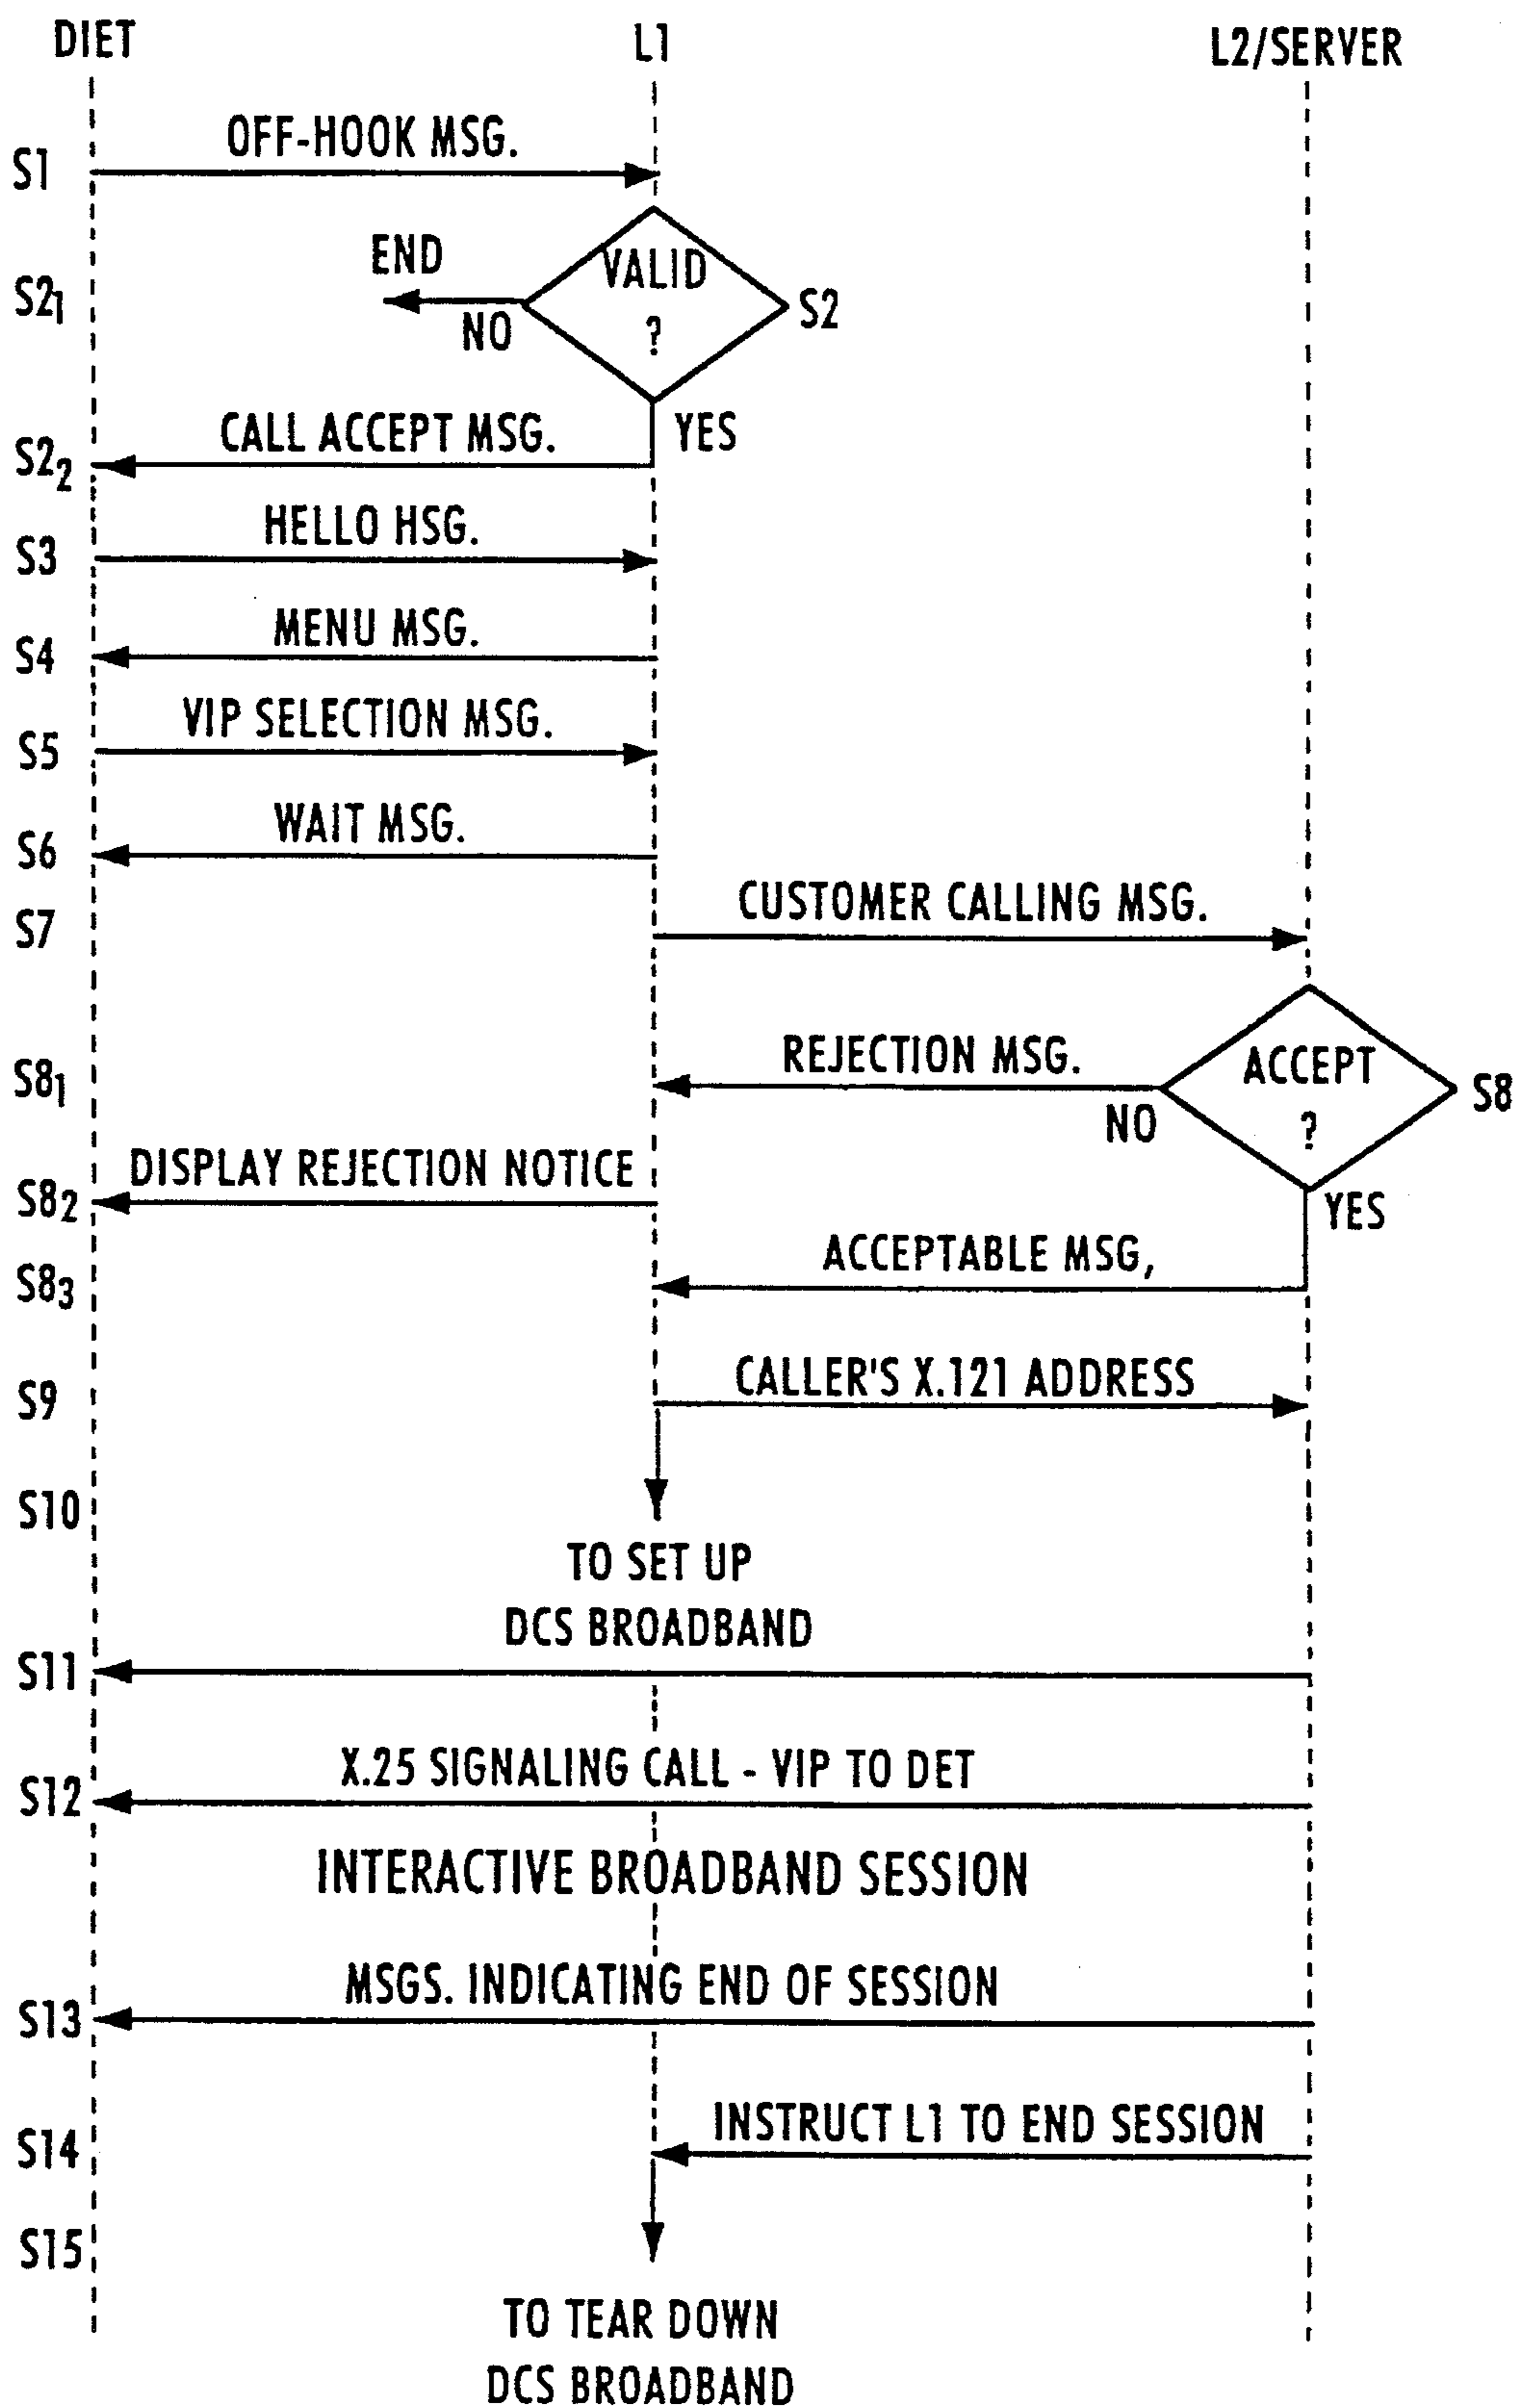 DIET L1 L2/SERVER
OFF-HOOK MSG.
S1
END
VALID
?
S2₁
NO
S2
CALL ACCEPT MSG.
YES
S2₂
HELLO HSG.
S3
MENU MSG.
S4
VIP SELECTION MSG.
S5
WAIT MSG.
S6
CUSTOMER CALLING MSG.
S7
REJECTION MSG.
ACCEPT
?
S8₁
NO
S8
DISPLAY REJECTION NOTICE
S8₂
YES
ACCEPTABLE MSG,
S8₃
CALLER'S X.121 ADDRESS
S9
S10
TO SET UP
DCS BROADBAND
S11
X.25 SIGNALING CALL - VIP TO DET
S12
INTERACTIVE BROADBAND SESSION
MSGS. INDICATING END OF SESSION
S13
INSTRUCT L1 TO END SESSION
S14
S15
TO TEAR DOWN
DCS BROADBAND